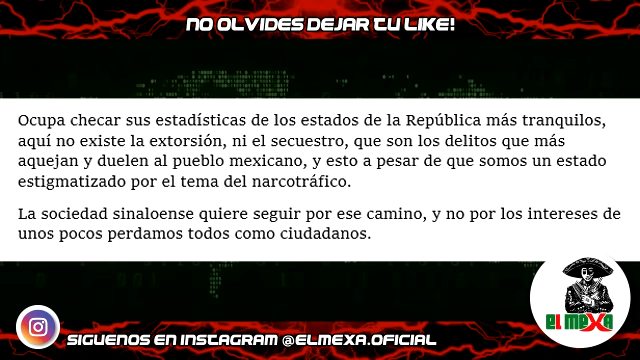 NO OLVIDES DEJAR TU LIKE!
Ocupa checar sus estadísticas de los estados de la República más tranquilos,
aquí no existe la extorsión, ni el secuestro, que son los delitos que más
aquejan y duelen al pueblo mexicano, y esto a pesar de que somos un estado
estigmatizado por el tema del narcotráfico.
La sociedad sinaloense quiere seguir por ese camino, y no por los intereses de
unos pocos perdamos todos como ciudadanos.
EL MEXA
SIGUENOS EN INSTAGRAM @ELMEXA.OFICIAL